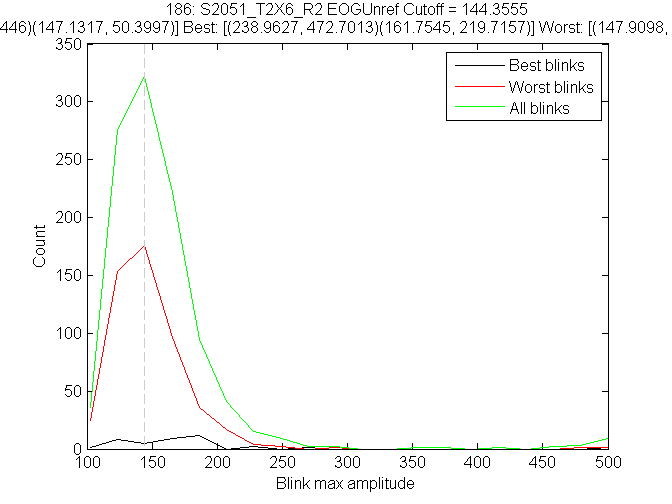 186: S2051_T2X6_R2 EOGUnref Cutoff = 144.3555
446)(147.1317, 50.3997)] Best: [(238.9627, 472.7013)(161.7545, 219.7157)] Worst: [(147.9098,
Best blinks
Worst blinks
All blinks
350
300
250
200
150
100
50
0
Count
100 150 200 250 300 350 400 450 500
Blink max amplitude